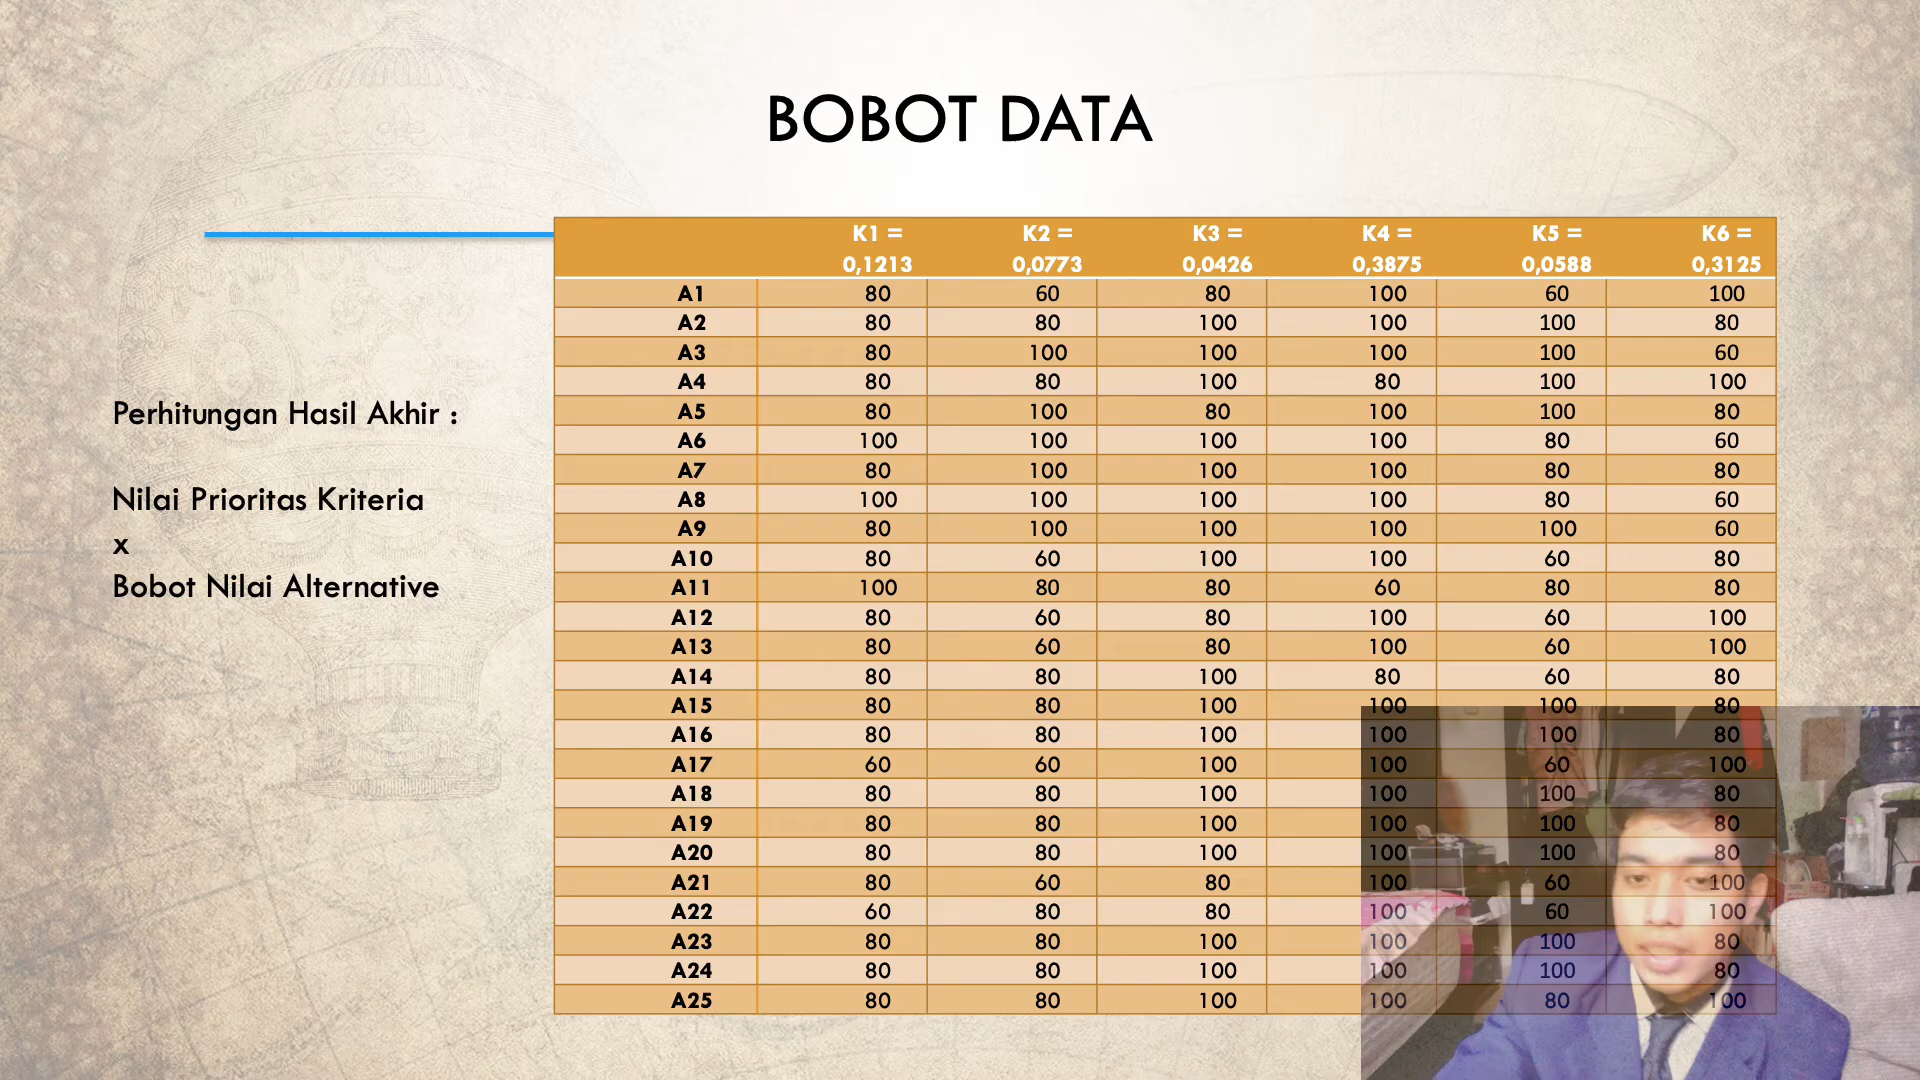 BOBOT DATA
Perhitungan Hasil Akhir :
Nilai Prioritas Kriteria
x
Bobot Nilai Alternative
K1 = 0,1213 K2 = 0,0773 K3 = 0,0426 K4 = 0,3875 K5 = 0,0588 K6 = 0,3125
A1 80 60 80 100 60 100
A2 80 80 100 100 100 80
A3 80 100 100 100 100 60
A4 80 80 100 80 100 100
A5 80 100 80 100 100 80
A6 100 100 100 100 80 60
A7 80 100 100 100 80 80
A8 100 100 100 100 80 60
A9 80 100 100 100 100 60
A10 80 60 100 100 60 80
A11 100 80 80 60 80 80
A12 80 60 80 100 60 100
A13 80 60 80 100 60 100
A14 80 80 100 80 60 80
A15 80 80 100 100 100 80
A16 80 80 100 100 100 80
A17 60 60 100 100 60 100
A18 80 80 100 100 100 80
A19 80 80 100 100 100 80
A20 80 80 100 100 100 80
A21 80 60 80 100 60 100
A22 60 80 80 100 60 100
A23 80 80 100 100 100 80
A24 80 80 100 100 100 80
A25 80 80 100 100 80 100